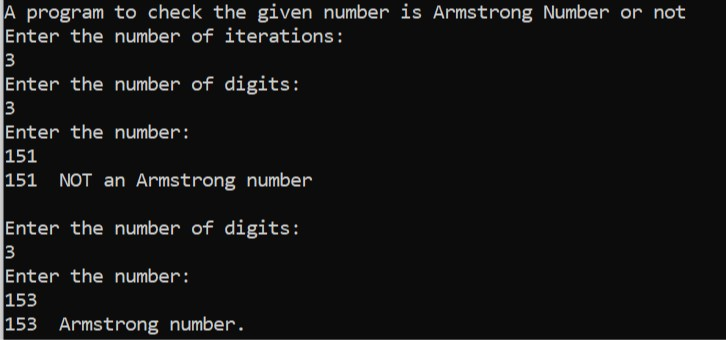 A program to check the given number is Armstrong Number or not
Enter the number of iterations:
3
Enter the number of digits:
3
Enter the number:
151
151  NOT an Armstrong number

Enter the number of digits:
3
Enter the number:
153
153  Armstrong number.